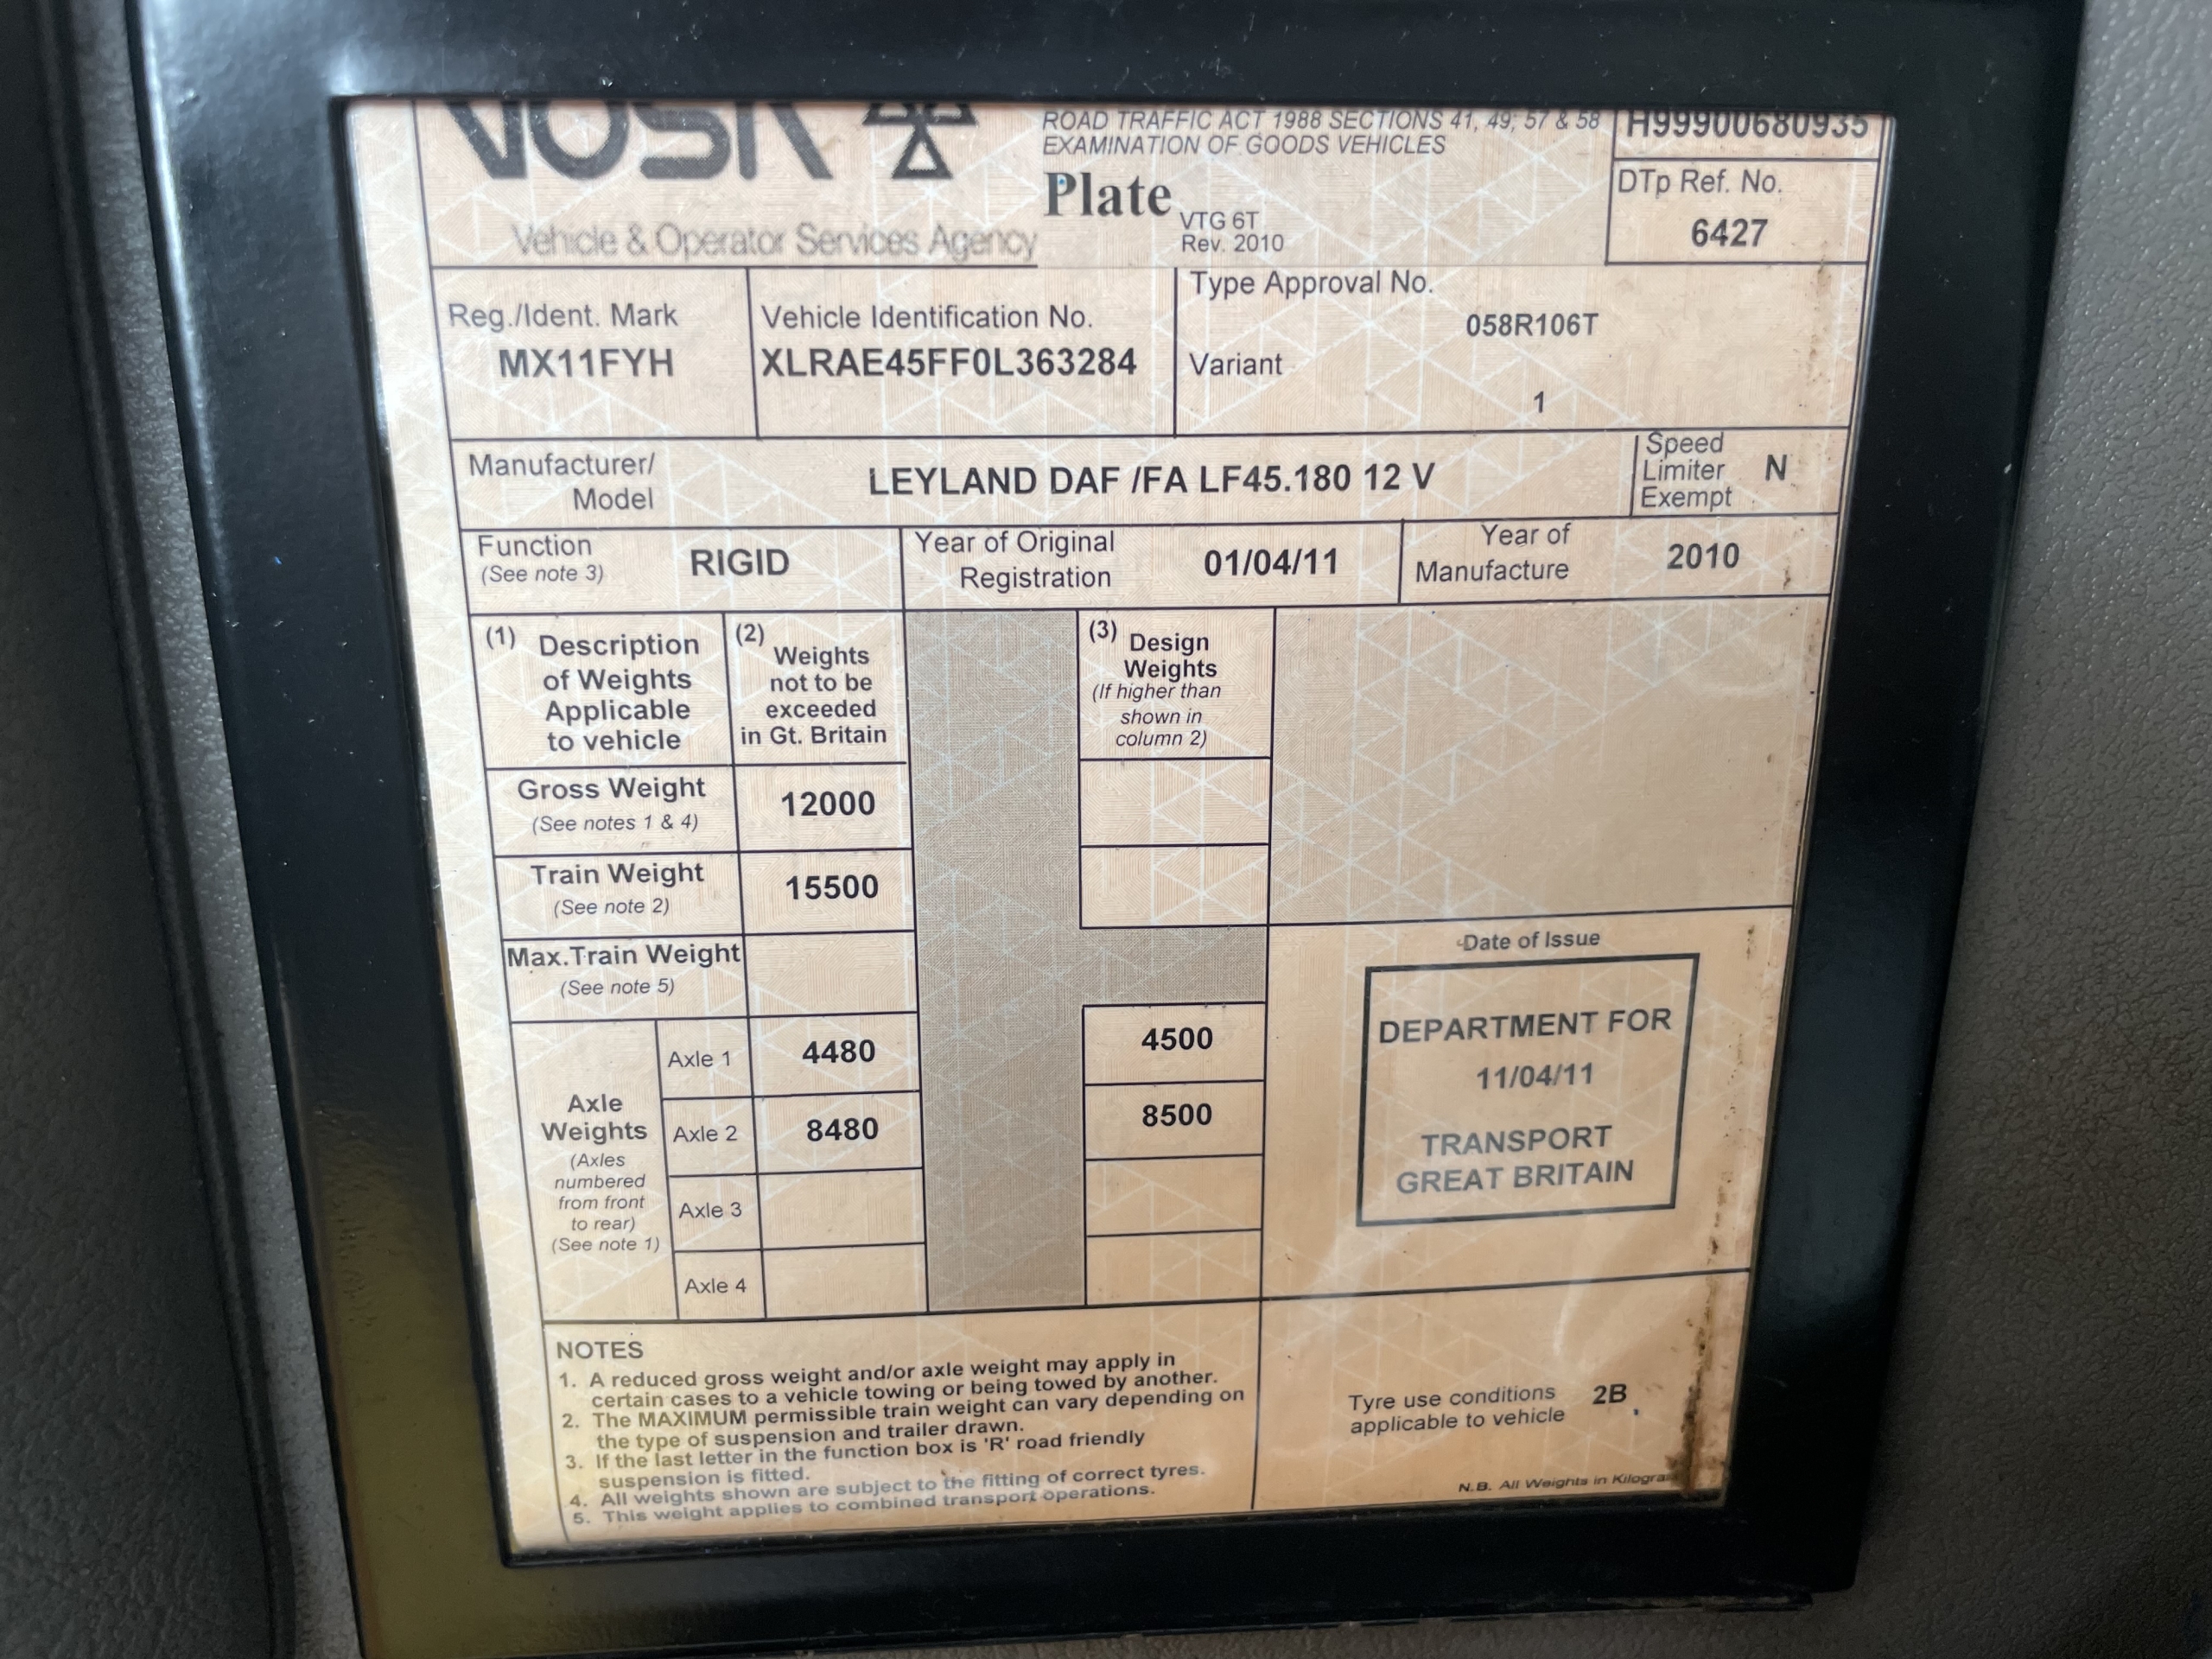 VOSA
ROAD TRAFFIC ACT 1988 SECTIONS 41, 49, 57 & 58
EXAMINATION OF GOODS VEHICLES
H99900680935
Plate
VTG 6T
Rev. 2010
DTp Ref. No.
6427
Vehicle & Operator Services Agency
Reg./Ident. Mark
MX11FYH
Vehicle Identification No.
XLRAE45FF0L363284
Type Approval No.
058R106T
Variant
1
Manufacturer/
Model
LEYLAND DAF /FA LF45.180 12 V
Speed
Limiter
Exempt
N
Function
(See note 3)
RIGID
Year of Original
Registration
01/04/11
Year of
Manufacture
2010
(1) Description
of Weights
Applicable
to vehicle
(2) Weights
not to be
exceeded
in Gt. Britain
(3) Design
Weights
(If higher than
shown in
column 2)
Gross Weight
(See notes 1 & 4)
12000
Train Weight
(See note 2)
15500
Max.Train Weight
(See note 5)
Axle
Weights
(Axles
numbered
from front
to rear)
(See note 1)
Axle 1 4480 4500
Axle 2 8480 8500
Axle 3
Axle 4
Date of Issue
DEPARTMENT FOR
11/04/11
TRANSPORT
GREAT BRITAIN
NOTES
1. A reduced gross weight and/or axle weight may apply in
certain cases to a vehicle towing or being towed by another.
2. The MAXIMUM permissible train weight can vary depending on
the type of suspension and trailer drawn.
3. If the last letter in the function box is 'R' road friendly
suspension is fitted.
4. All weights shown are subject to the fitting of correct tyres.
5. This weight applies to combined transport operations.
Tyre use conditions
applicable to vehicle
2B
N.B. All Weights in